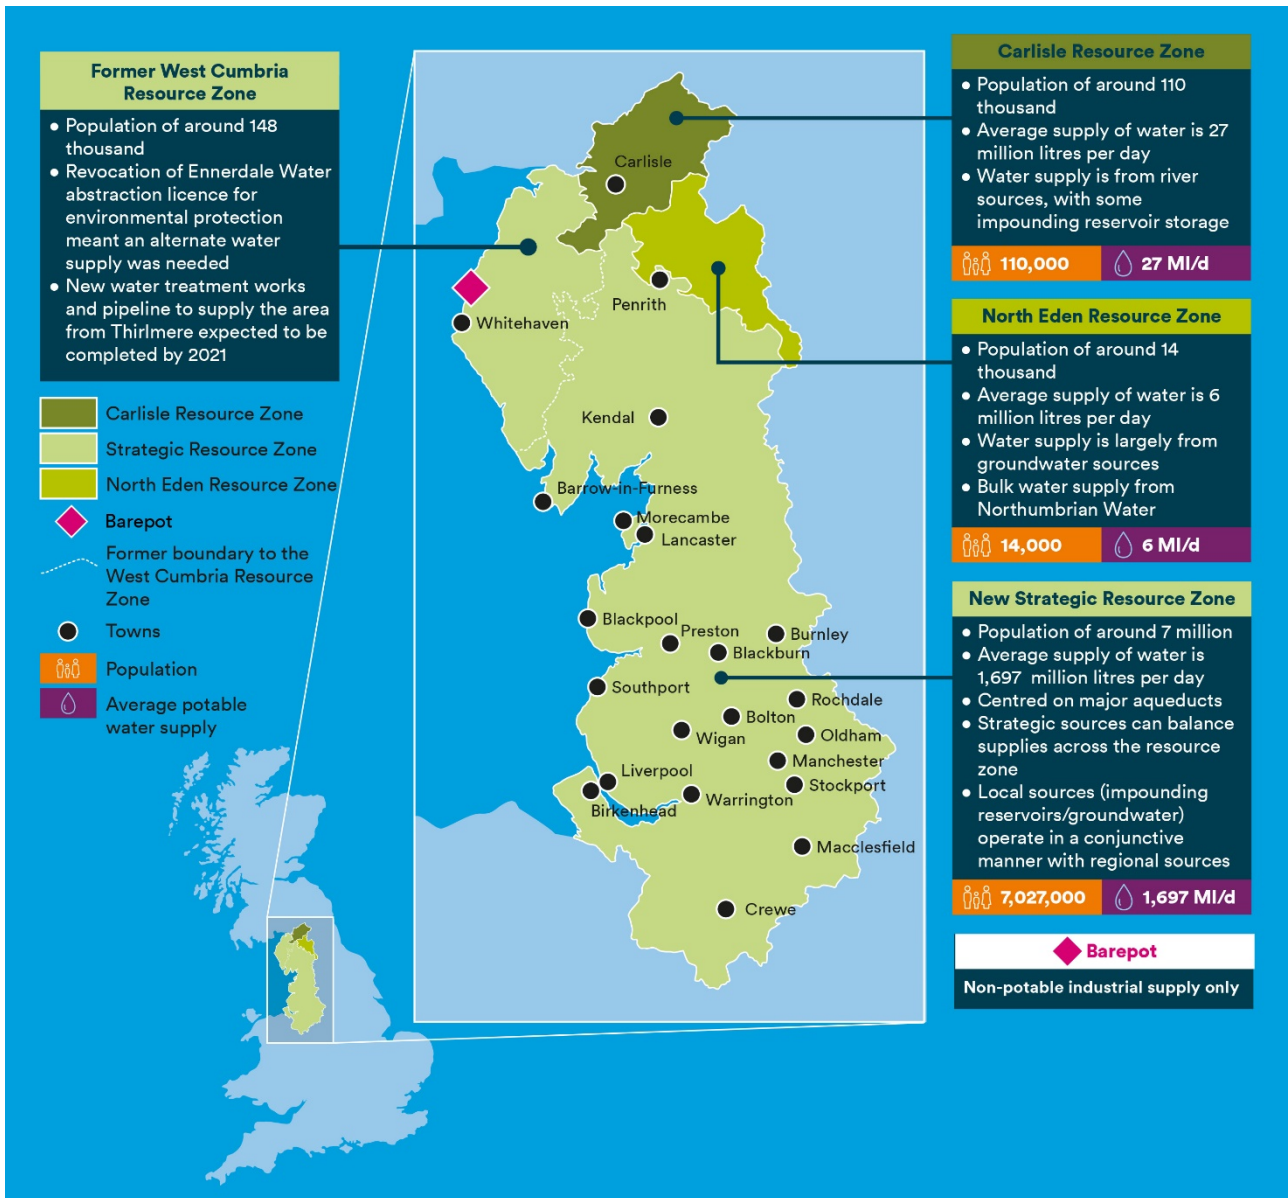 Former West Cumbria
Resource Zone
• Population of around 148
thousand
• Revocation of Ennerdale Water
abstraction licence for
environmental protection
meant an alternate water
supply was needed
• New water treatment works
and pipeline to supply the area
from Thirlmere expected to be
completed by 2021
Carlisle Resource Zone
Strategic Resource Zone
North Eden Resource Zone
Barepot
Former boundary to the
West Cumbria Resource
Zone
Towns
Population
Average potable
water supply
Carlisle
Penrith
Whitehaven
Kendal
Barrow-in-Furness
Morecambe
Lancaster
Blackpool
Preston
Burnley
Blackburn
Southport
Rochdale
Bolton
Wigan
Oldham
Manchester
Liverpool
Stockport
Birkenhead
Warrington
Macclesfield
Crewe
Carlisle Resource Zone
• Population of around 110
thousand
• Average supply of water is 27
million litres per day
• Water supply is from river
sources, with some
impounding reservoir storage
110,000
27 Ml/d
North Eden Resource Zone
• Population of around 14
thousand
• Average supply of water is 6
million litres per day
• Water supply is largely from
groundwater sources
• Bulk water supply from
Northumbrian Water
14,000
6 Ml/d
New Strategic Resource Zone
• Population of around 7 million
• Average supply of water is
1,697 million litres per day
• Centred on major aqueducts
• Strategic sources can balance
supplies across the resource
zone
• Local sources (impounding
reservoirs/groundwater)
operate in a conjunctive
manner with regional sources
7,027,000
1,697 Ml/d
Barepot
Non-potable industrial supply only